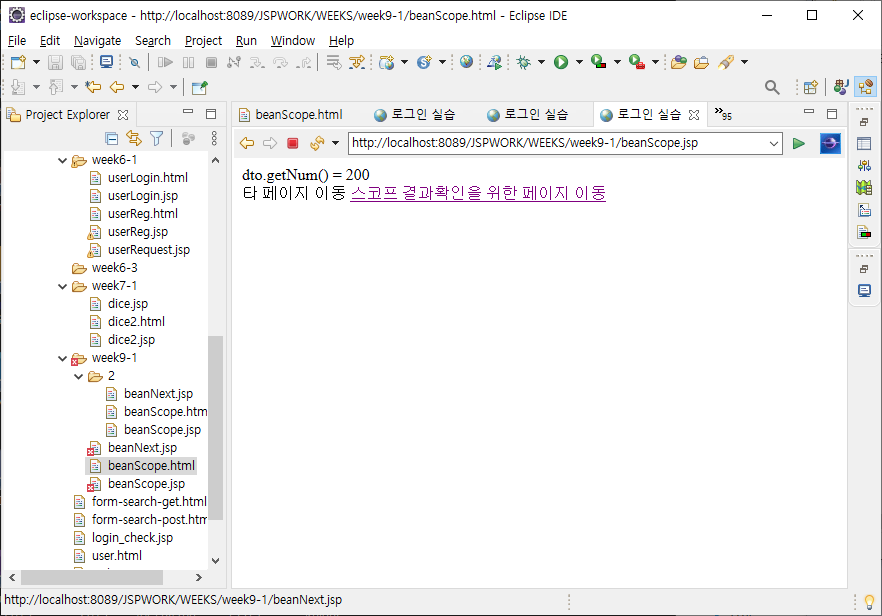 eclipse-workspace - http://localhost:8089/JSPWORK/WEEKS/week9-1/beanScope.html - Eclipse IDE
File Edit Navigate Search Project Run Window Help
Project Explorer
beanScope.html
로그인 실습
로그인 실습
로그인 실습
95
http://localhost:8089/JSPWORK/WEEKS/week9-1/beanScope.jsp
week6-1
userLogin.html
userLogin.jsp
userReg.html
userReg.jsp
userRequest.jsp
week6-3
week7-1
dice.jsp
dice2.html
dice2.jsp
week9-1
2
beanNext.jsp
beanScope.htm
beanScope.jsp
beanNext.jsp
beanScope.html
beanScope.jsp
form-search-get.html
form-search-post.htm
login_check.jsp
user.html
dto.getNum() = 200
타 페이지 이동 스코프 결과확인을 위한 페이지 이동
http://localhost:8089/JSPWORK/WEEKS/week9-1/beanNext.jsp